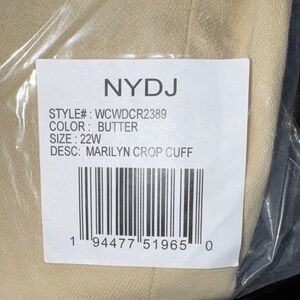 NYDJ
STYLE# : WCWDCR2389
COLOR : BUTTER
SIZE : 22W
DESC: MARILYN CROP CUFF
1 94477 51965 0